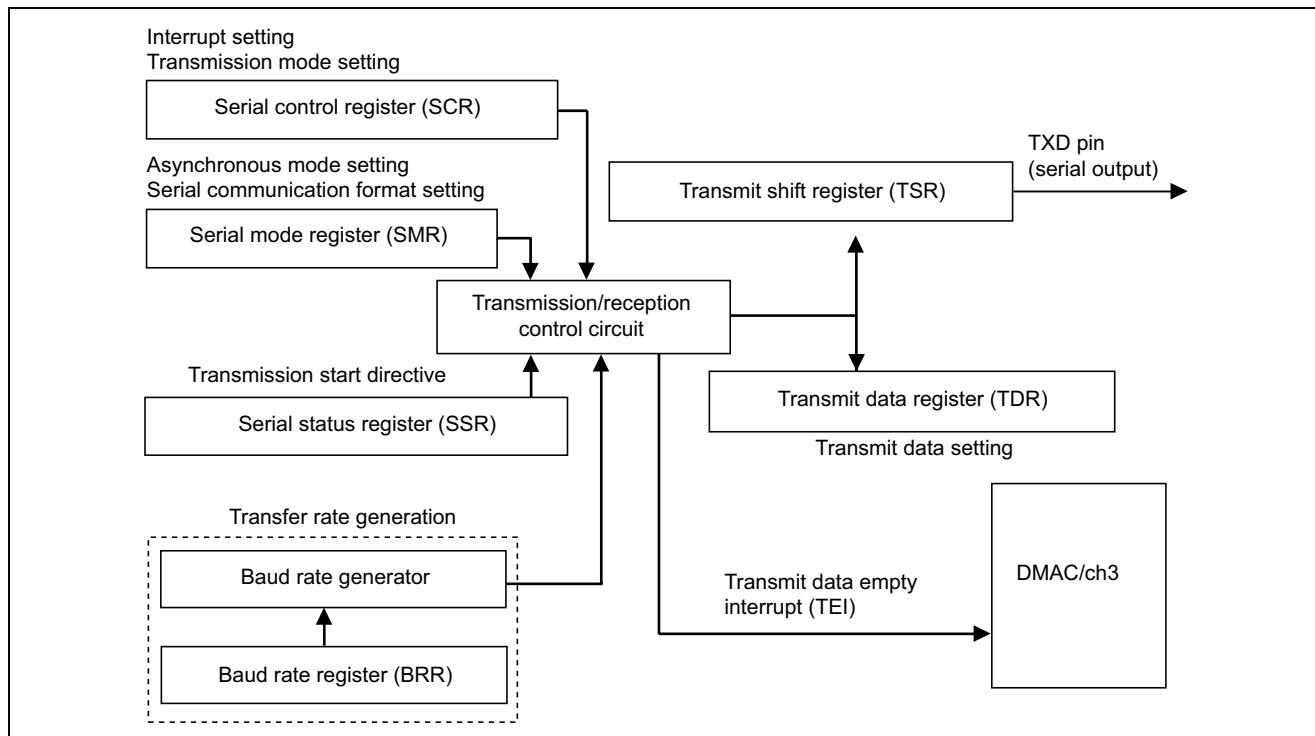 Interrupt setting
Transmission mode setting
Serial control register (SCR)
Asynchronous mode setting
Serial communication format setting
Serial mode register (SMR)
Transmission/reception
control circuit
Transmission start directive
Serial status register (SSR)
Transfer rate generation
Baud rate generator
Baud rate register (BRR)
TXD pin
(serial output)
Transmit shift register (TSR)
Transmit data register (TDR)
Transmit data setting
Transmit data empty
interrupt (TEI)
DMAC/ch3